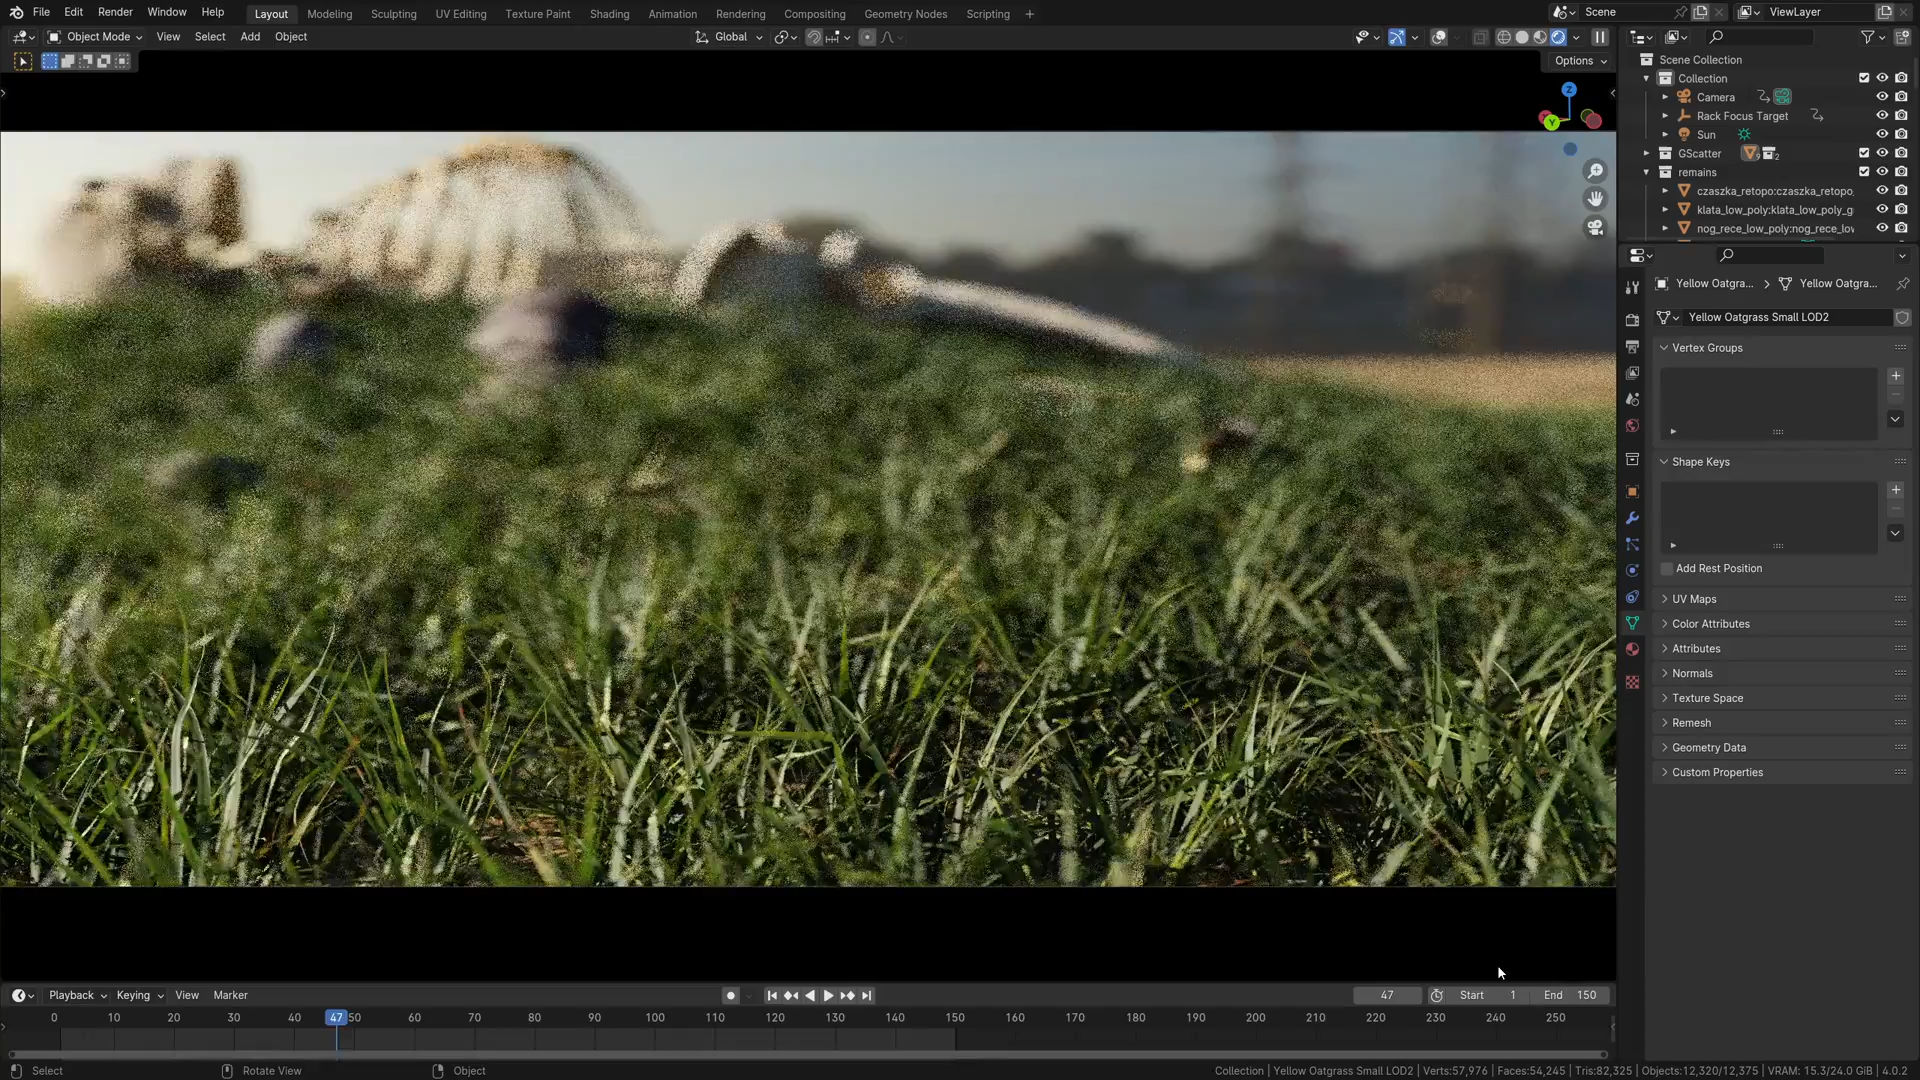 File Edit Render Window Help Layout Modeling Sculpting UV Editing Texture Paint Shading Animation Rendering Compositing Geometry Nodes Scripting + Scene ViewLayer
Object Mode View Select Add Object Global
Options
Scene Collection
Collection
Camera
Rack Focus Target
Sun
GScatter 9 2
remains
czaszka_retopo:czaszka_retopo
klata_low_poly:klata_low_poly_g
nog_rece_low_poly:nog_rece_lov
Z
Y
Yellow Oatgra... > Yellow Oatgra...
Yellow Oatgrass Small LOD2
Vertex Groups
Shape Keys
Add Rest Position
UV Maps
Color Attributes
Attributes
Normals
Texture Space
Remesh
Geometry Data
Custom Properties
Playback Keying View Marker 47 Start 1 End 150
0 10 20 30 40 47 50 60 70 80 90 100 110 120 130 140 150 160 170 180 190 200 210 220 230 240 250
Select Rotate View Object Collection | Yellow Oatgrass Small LOD2 | Verts:57,976 | Faces:54,245 | Tris:82,325 | Objects:12,320/12,375 | VRAM: 15.3/24.0 GiB | 4.0.2